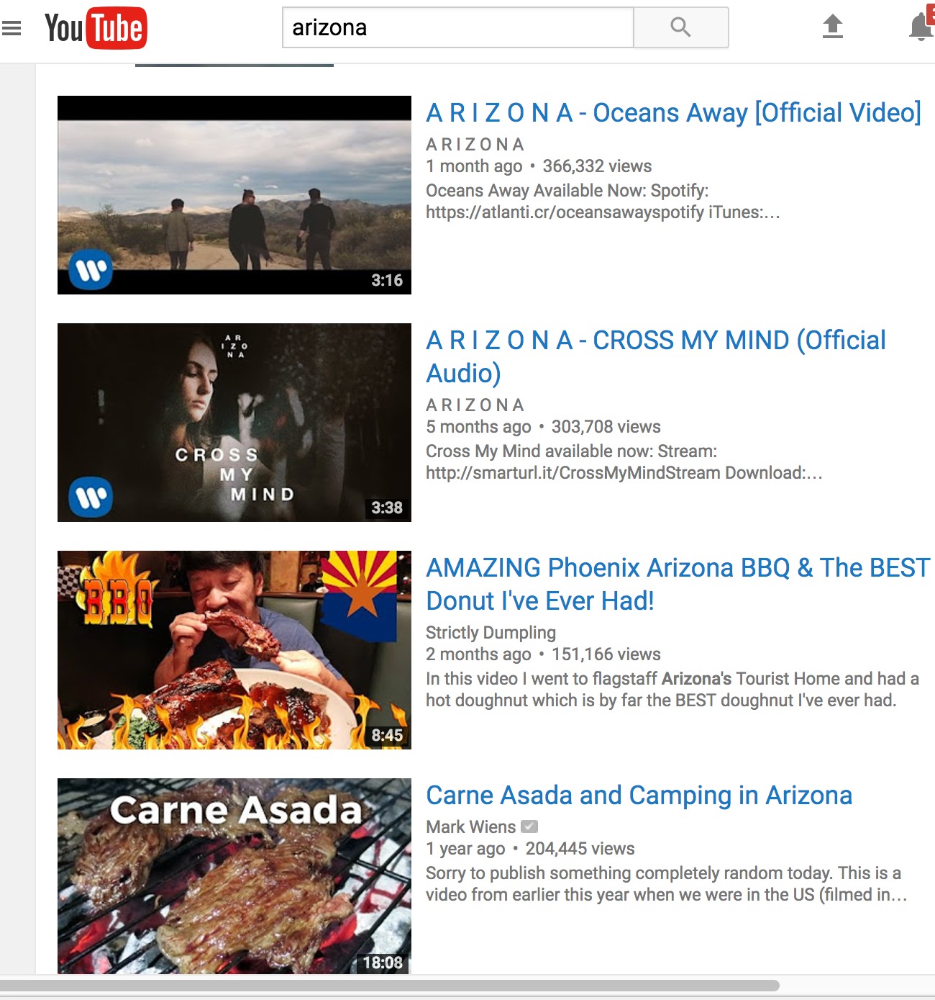 YouTube
arizona
A R I Z O N A - Oceans Away [Official Video]
A R I Z O N A
1 month ago • 366,332 views
Oceans Away Available Now: Spotify:
https://atlanti.cr/oceansawayspotify iTunes:...
3:16
AR
IZO
NA
CROSS
MY
MIND
3:38
A R I Z O N A - CROSS MY MIND (Official
Audio)
A R I Z O N A
5 months ago • 303,708 views
Cross My Mind available now: Stream:
http://smarturl.it/CrossMyMindStream Download:...
BBQ
8:45
AMAZING Phoenix Arizona BBQ & The BEST
Donut I've Ever Had!
Strictly Dumpling
2 months ago • 151,166 views
In this video I went to flagstaff Arizona's Tourist Home and had a
hot doughnut which is by far the BEST doughnut I've ever had.
Carne Asada
18:08
Carne Asada and Camping in Arizona
Mark Wiens
1 year ago • 204,445 views
Sorry to publish something completely random today. This is a
video from earlier this year when we were in the US (filmed in...